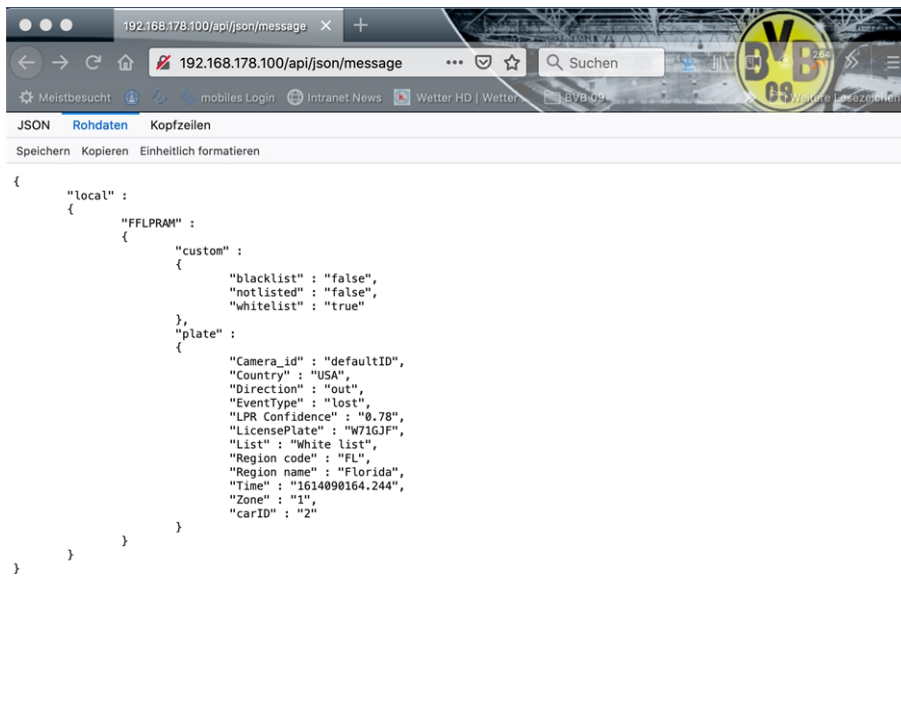 192.168.178.100/api/json/message
192.168.178.100/api/json/message
Suchen
264
BVB
09
Meistbesucht
mobiles Login
Intranet News
Wetter HD | Wetter
BVB 09
Weitere Lesezeichen
JSON Rohdaten Kopfzeilen
Speichern Kopieren Einheitlich formatieren
{
"local" :
{
"FFLPRAM" :
{
"custom" :
{
"blacklist" : "false",
"notlisted" : "false",
"whitelist" : "true"
},
"plate" :
{
"Camera_id" : "defaultID",
"Country" : "USA",
"Direction" : "out",
"EventType" : "lost",
"LPR Confidence" : "0.78",
"LicensePlate" : "W71GJF",
"List" : "White list",
"Region code" : "FL",
"Region name" : "Florida",
"Time" : "1614090164.244",
"Zone" : "1",
"carID" : "2"
}
}
}
}